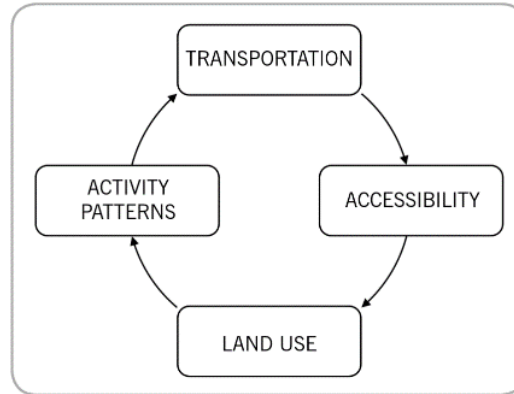 TRANSPORTATION
ACTIVITY
PATTERNS
ACCESSIBILITY
LAND USE